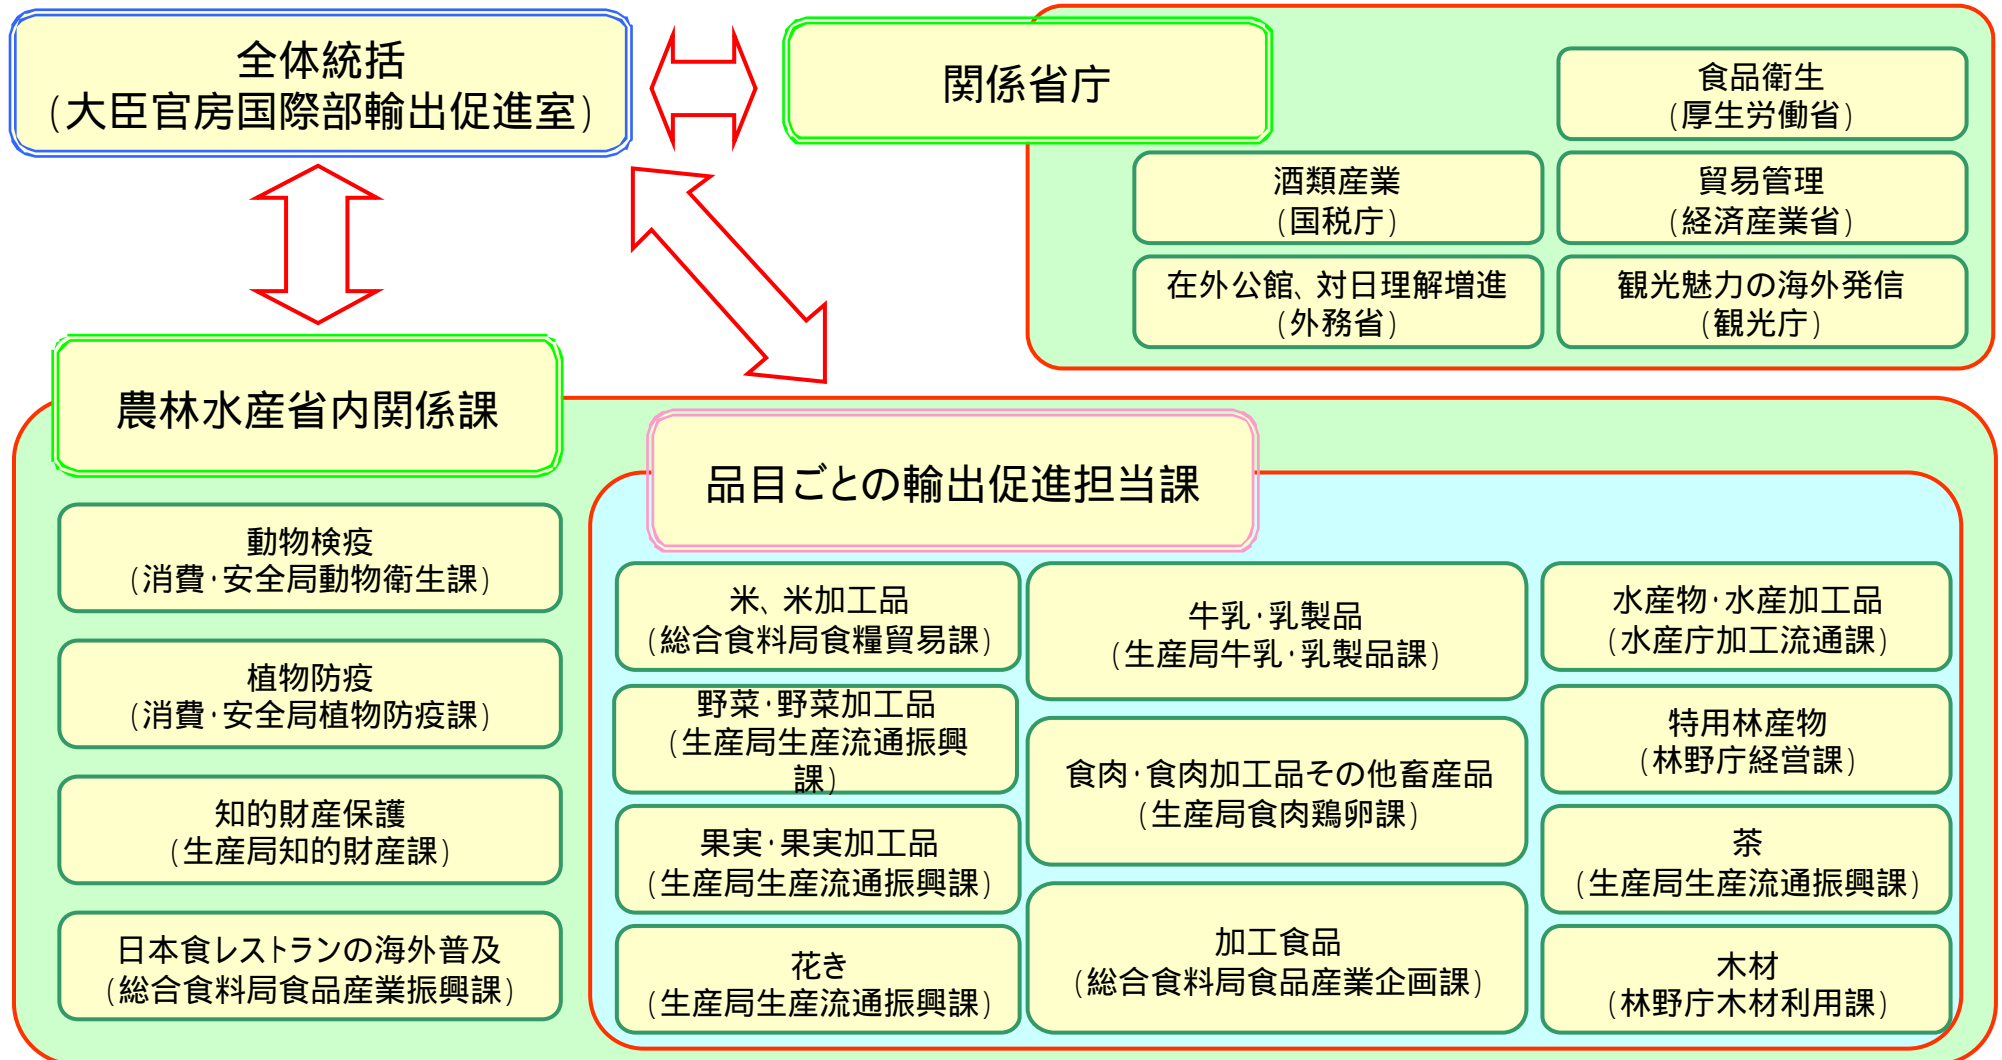 全体統括
(大臣官房国際部輸出促進室)
関係省庁
食品衛生
(厚生労働省)
酒類産業
(国税庁)
貿易管理
(経済産業省)
在外公館、対日理解増進
(外務省)
観光魅力の海外発信
(観光庁)
農林水産省内関係課
動物検疫
(消費・安全局動物衛生課)
植物防疫
(消費・安全局植物防疫課)
知的財産保護
(生産局知的財産課)
日本食レストランの海外普及
(総合食料局食品産業振興課)
品目ごとの輸出促進担当課
米、米加工品
(総合食料局食糧貿易課)
野菜・野菜加工品
(生産局生産流通振興
課)
果実・果実加工品
(生産局生産流通振興課)
花き
(生産局生産流通振興課)
牛乳・乳製品
(生産局牛乳・乳製品課)
食肉・食肉加工品その他畜産品
(生産局食肉鶏卵課)
加工食品
(総合食料局食品産業企画課)
水産物・水産加工品
(水産庁加工流通課)
特用林産物
(林野庁経営課)
茶
(生産局生産流通振興課)
木材
(林野庁木材利用課)